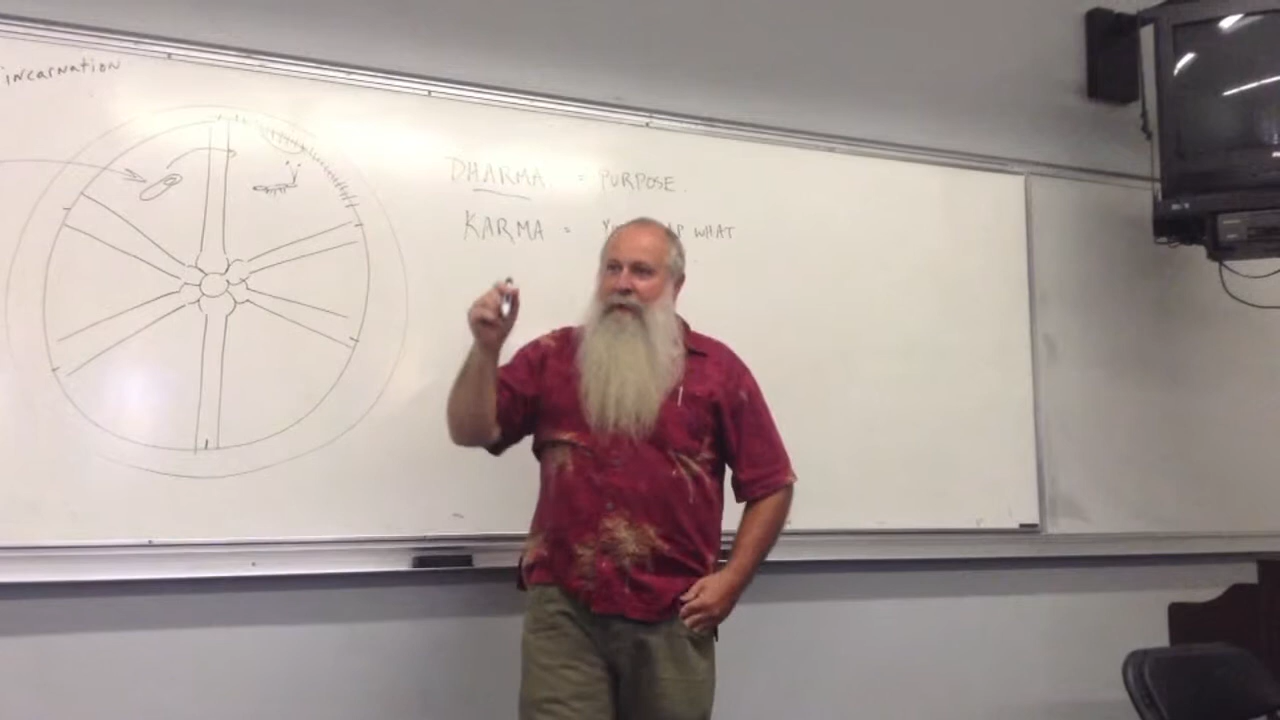 incarnation
DHARMA = PURPOSE.
KARMA = WHAT